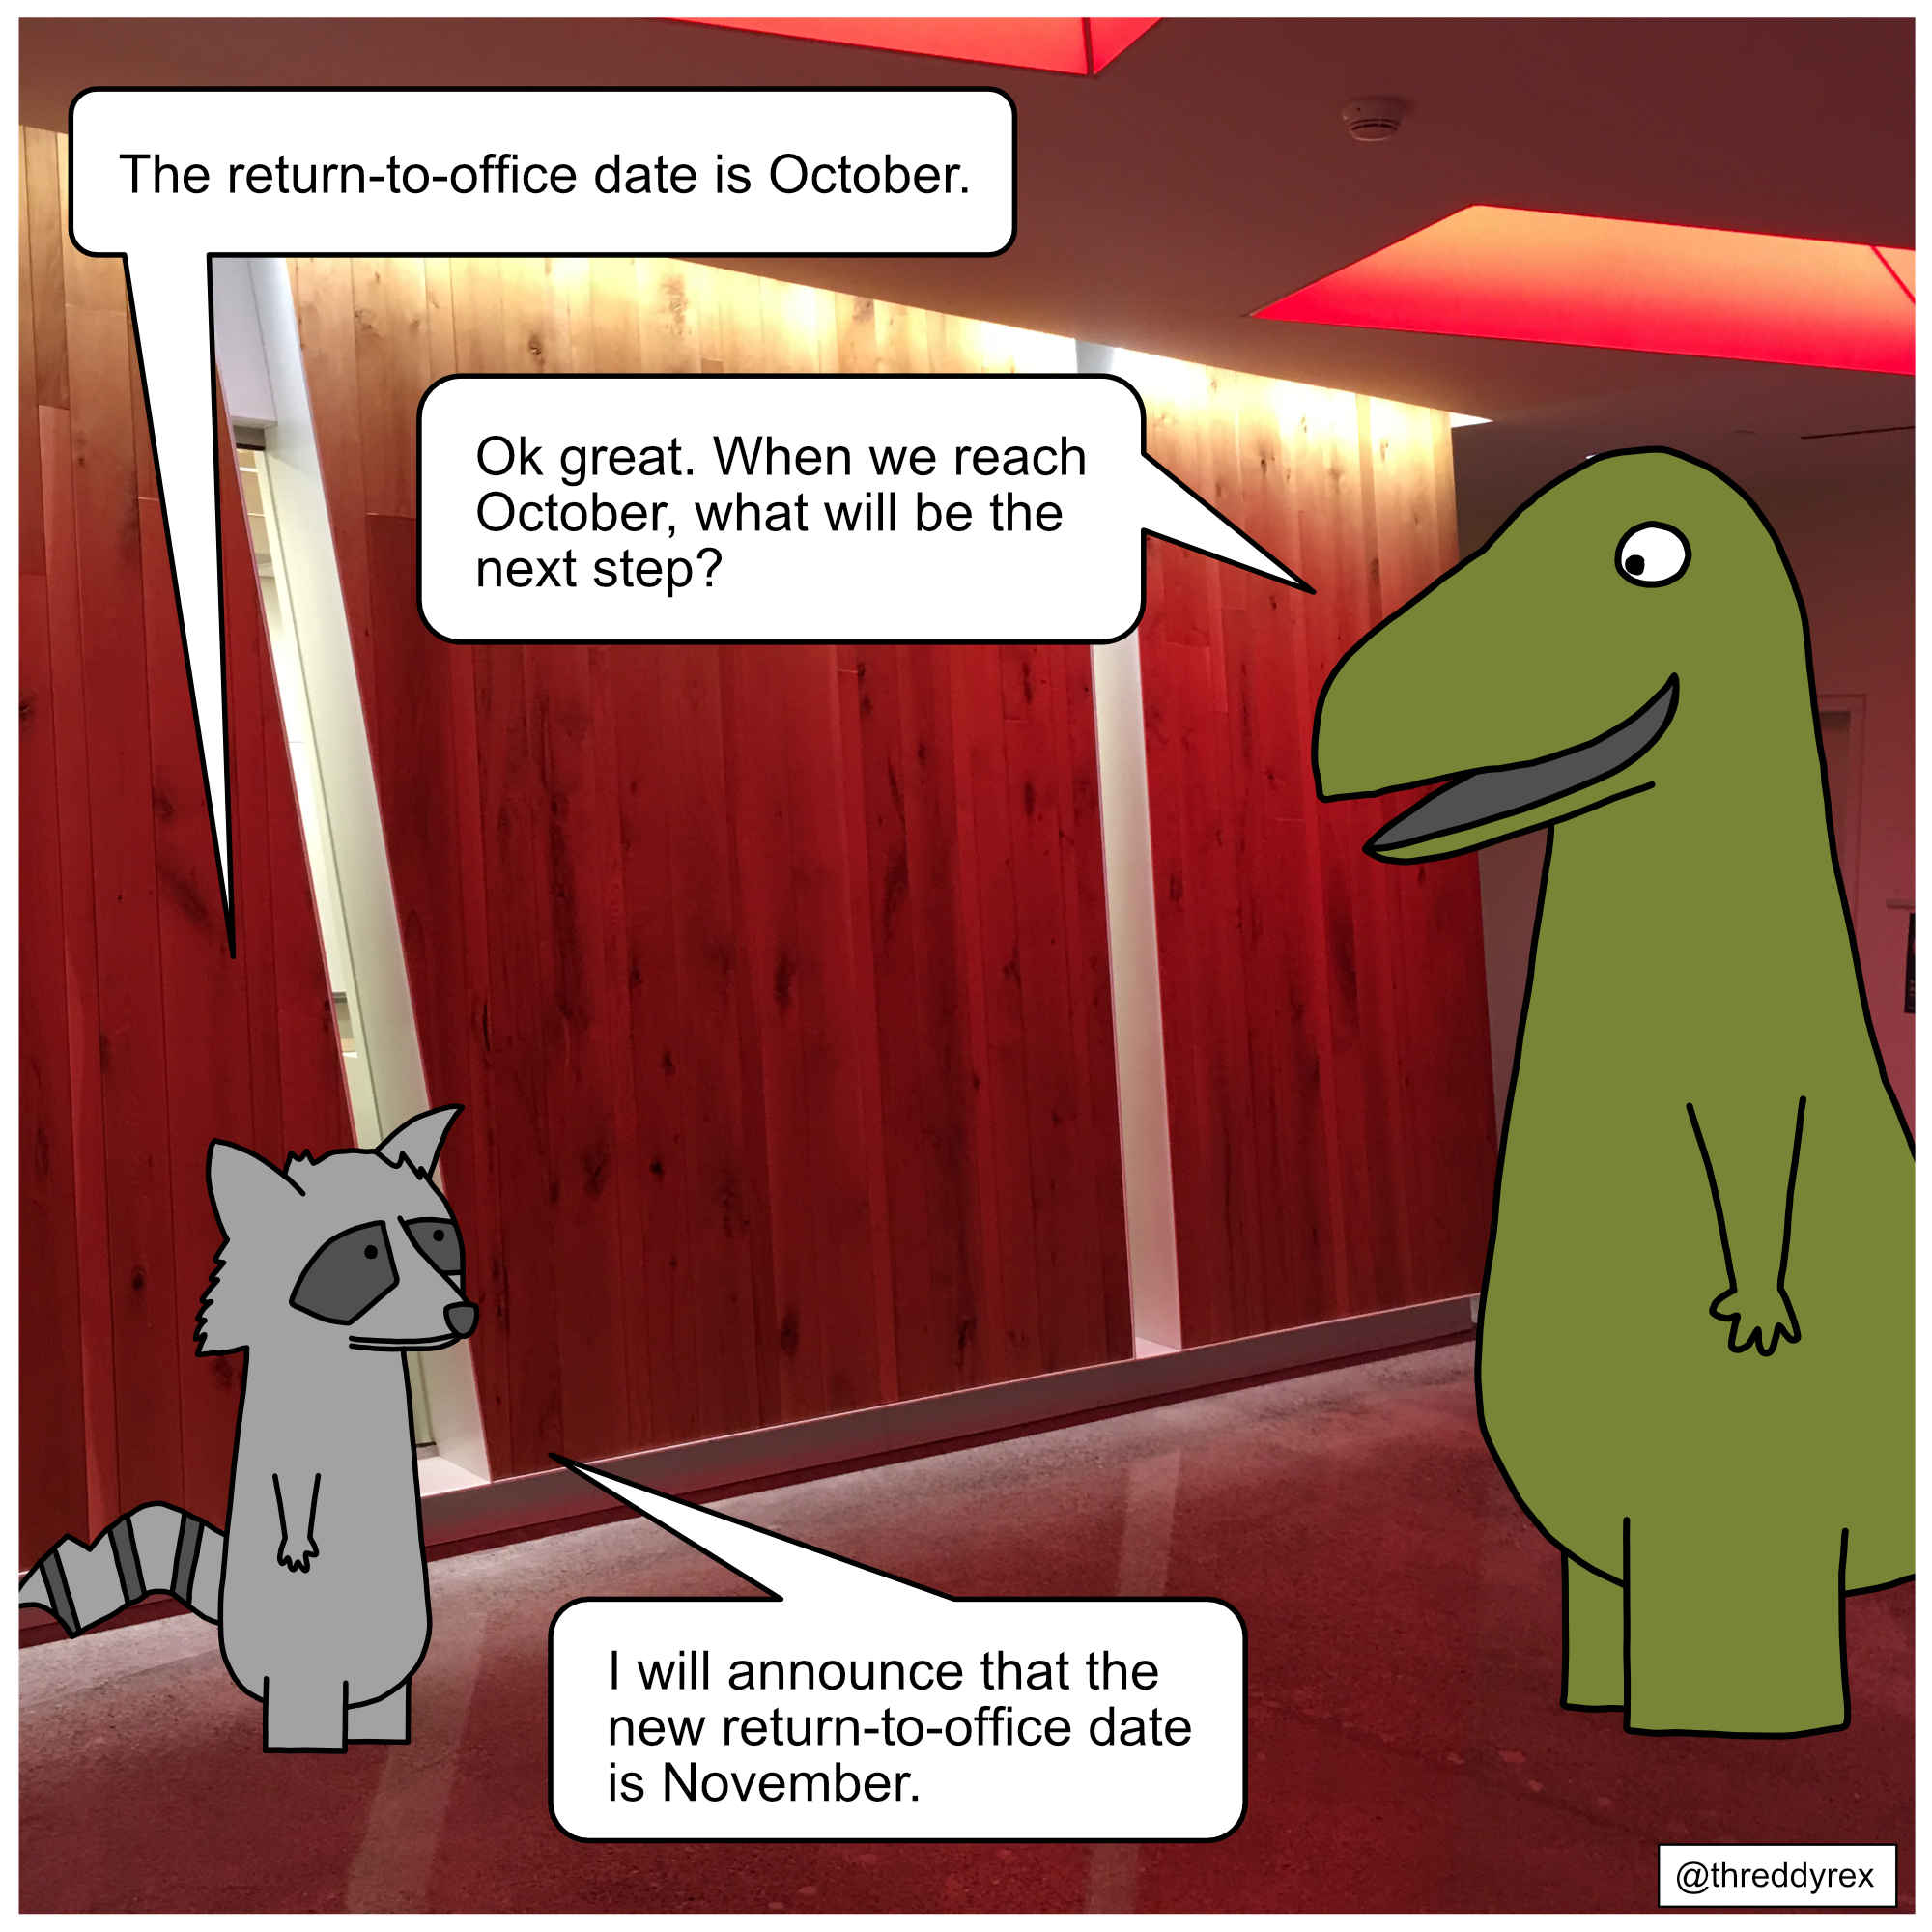 The return-to-office date is October.
Ok great. When we reach
October, what will be the
next step?
I will announce that the
new return-to-office date
is November.
@threddyrex